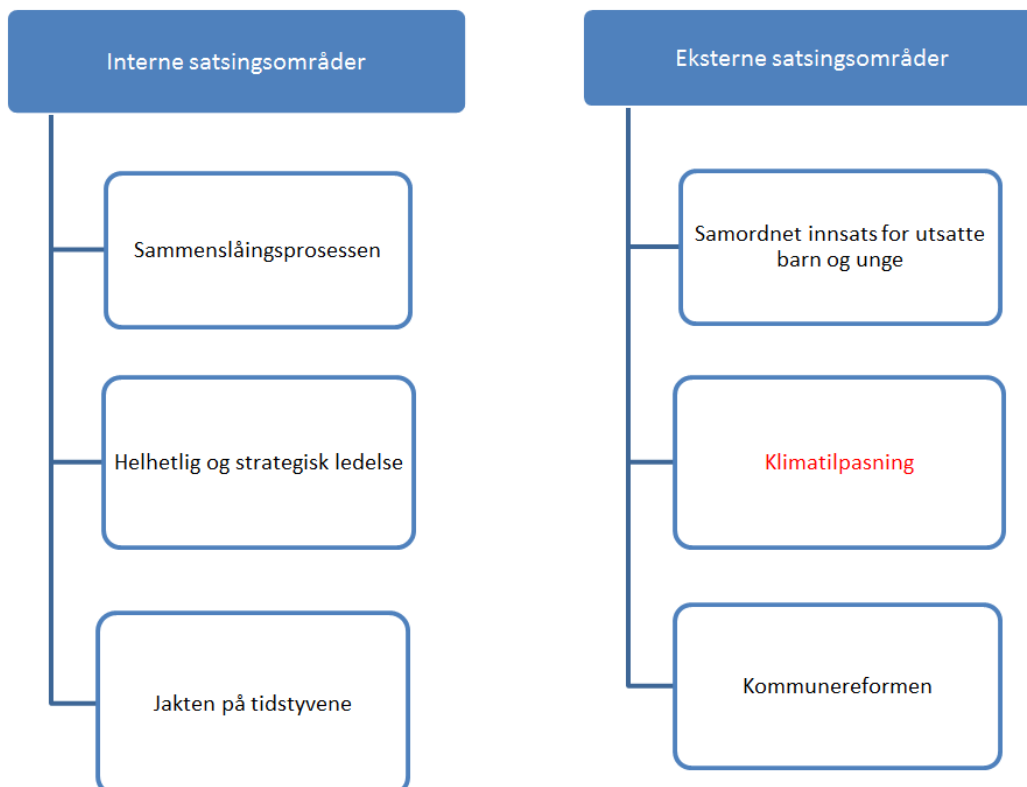 Interne satsingsområder
Sammenslåingsprosessen
Helhetlig og strategisk ledelse
Jakten på tidstyvene
Eksterne satsingsområder
Samordnet innsats for utsatte
barn og unge
Klimatilpasning
Kommunereformen